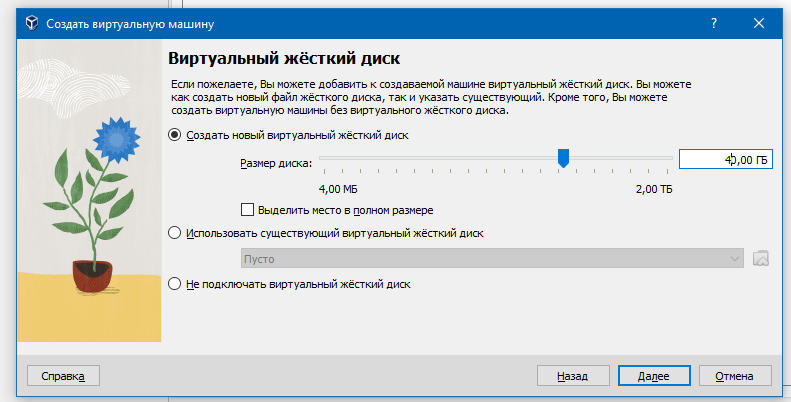 Создать виртуальную машину
?
Виртуальный жёсткий диск
Если пожелаете, Вы можете добавить к создаваемой машине виртуальный жёсткий диск. Вы можете
как создать новый файл жёсткого диска, так и указать существующий. Кроме того, Вы можете
создать виртуальную машины без виртуального жёсткого диска.
Создать новый виртуальный жёсткий диск
Размер диска:
40,00 ГБ
4,00 МБ
2,00 ТБ
Выделить место в полном размере
Использовать существующий виртуальный жёсткий диск
Пусто
Не подключать виртуальный жёсткий диск
Справка
Назад
Далее
Отмена